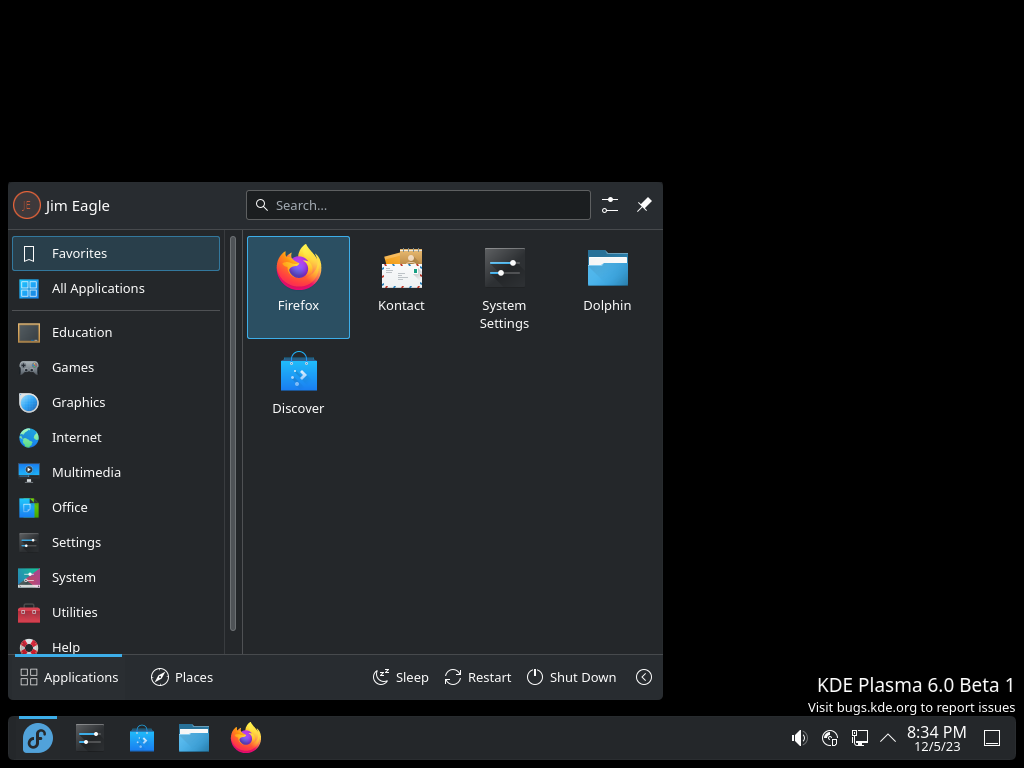 JE
Jim Eagle
Search...
Favorites
All Applications
Education
Games
Graphics
Internet
Multimedia
Office
Settings
System
Utilities
Help
Firefox
Kontact
System
Settings
Dolphin
Discover
Applications
Places
Sleep
Restart
Shut Down
KDE Plasma 6.0 Beta 1
Visit bugs.kde.org to report issues
8:34 PM
12/5/23